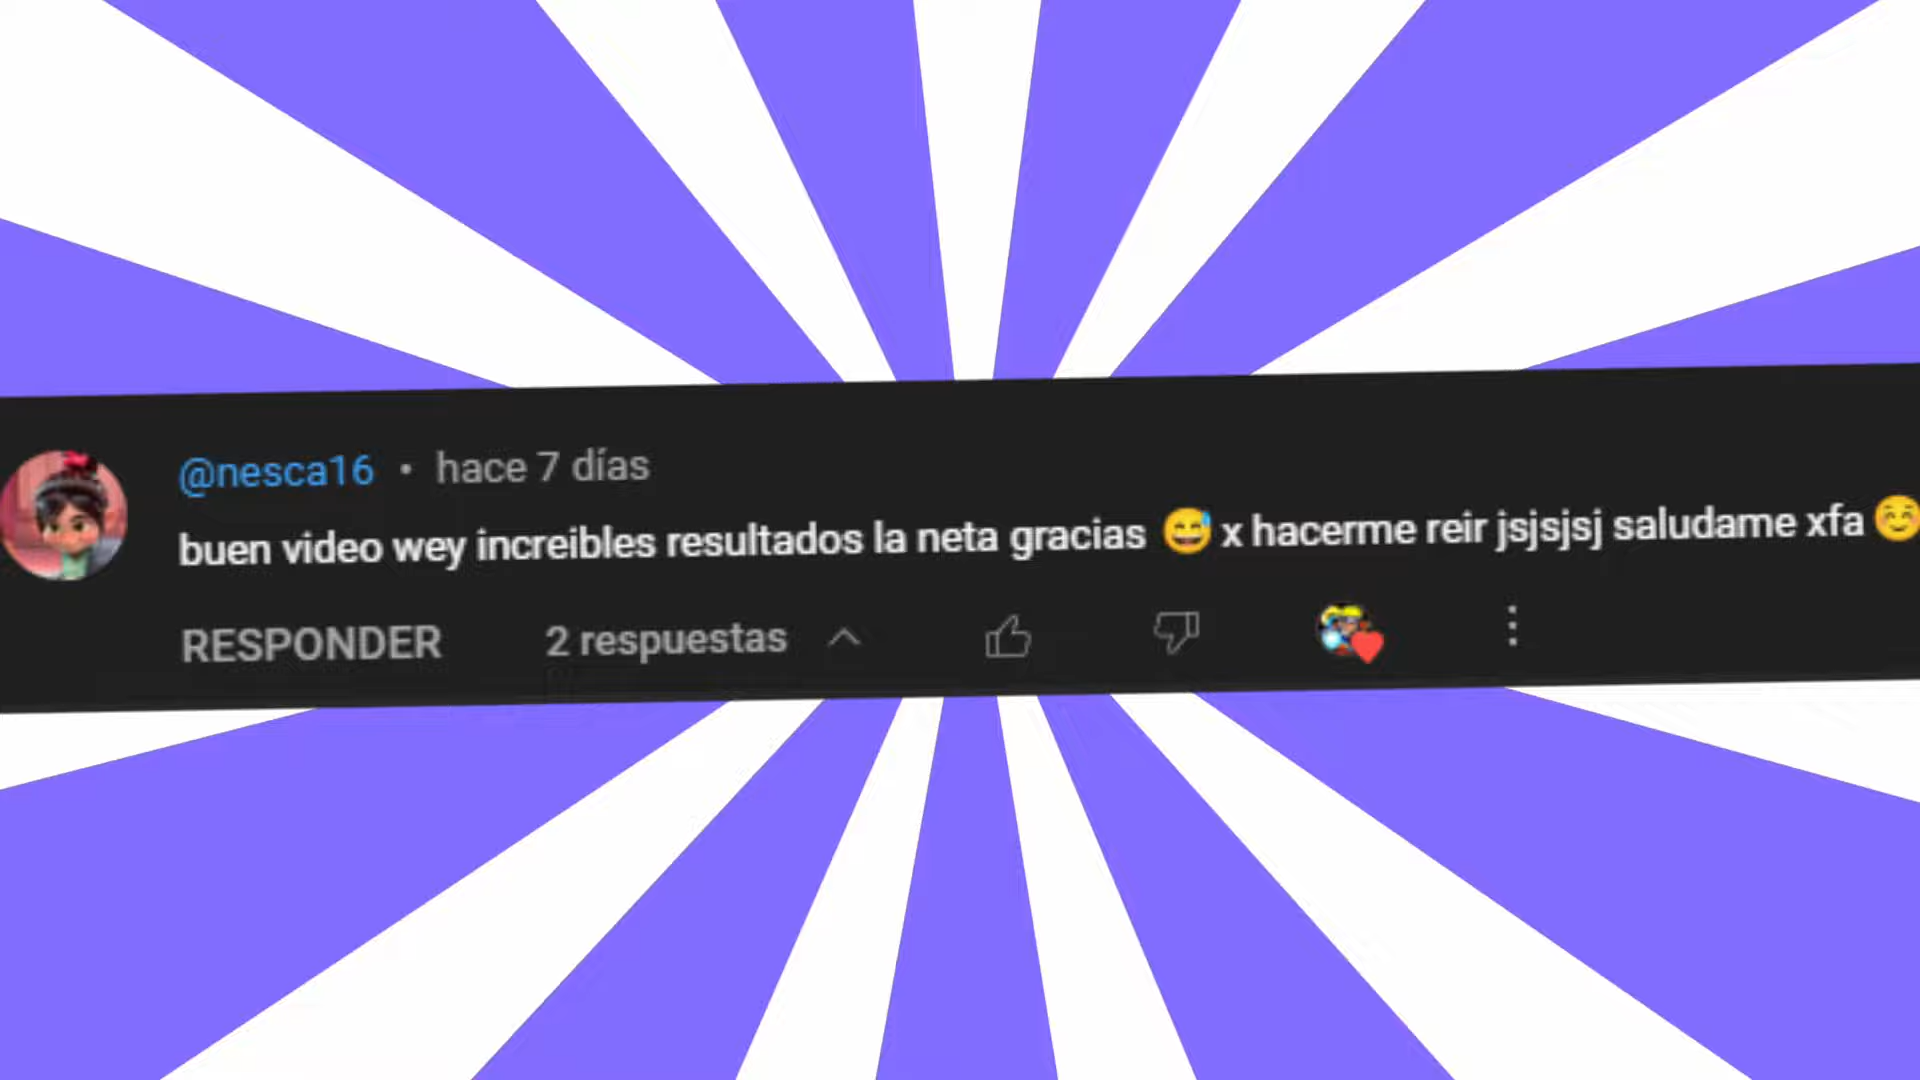 @nesca16 • hace 7 días
buen video wey increibles resultados la neta gracias 😅 x hacerme reir jsjsjsj saludame xfa ☺️
RESPONDER 2 respuestas